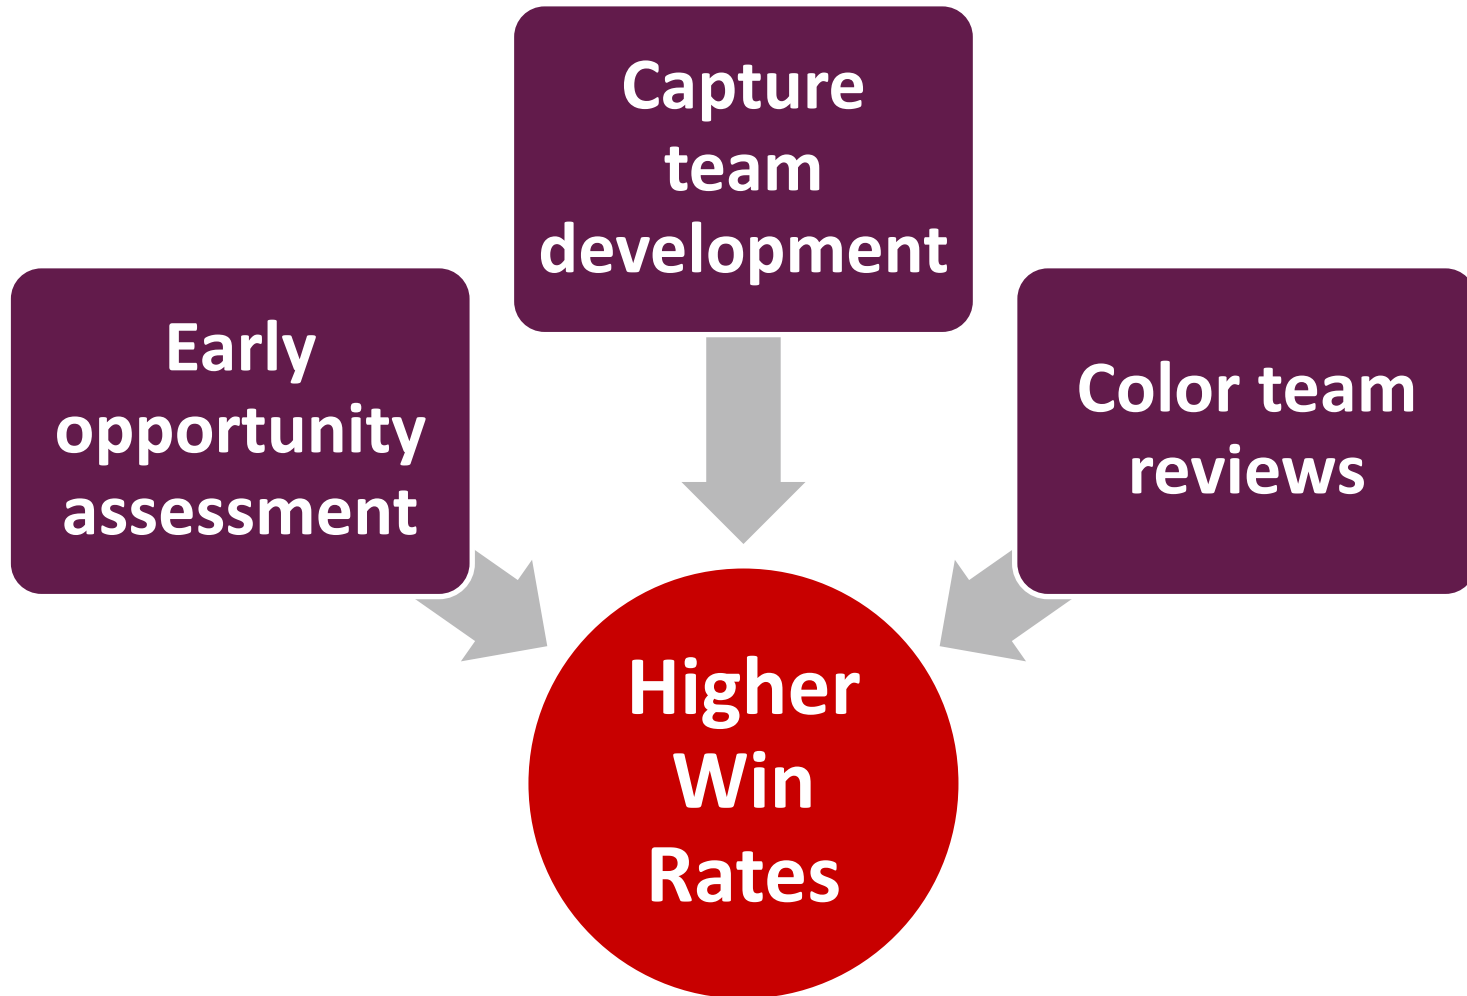 Capture
team
development
Early
opportunity
assessment
Color team
reviews
Higher
Win
Rates